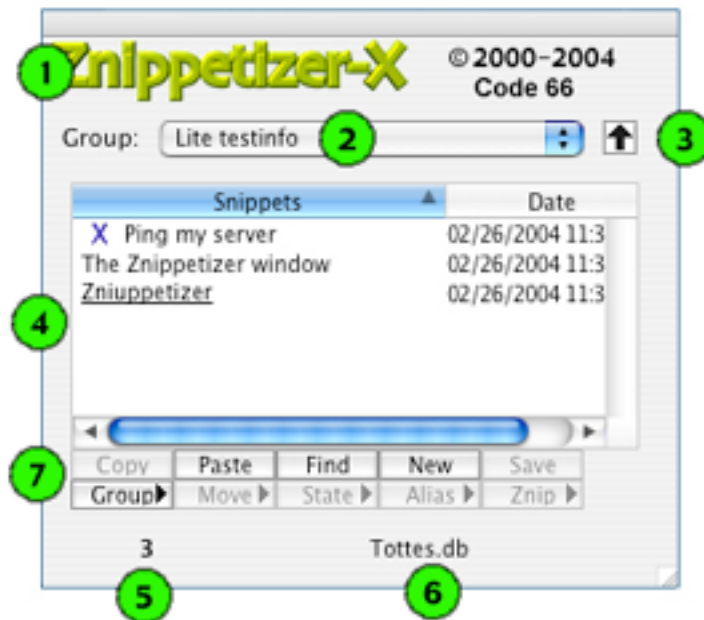 1 Znippetizer-X ©2000-2004
Code 66
Group: Lite testinfo 2 3
Snippets Date
X Ping my server 02/26/2004 11:3
The Znippetizer window 02/26/2004 11:3
Zniuppetizer 02/26/2004 11:3
4
7 Copy Paste Find New Save
Group Move State Alias Znip
3 Tottes.db
5 6